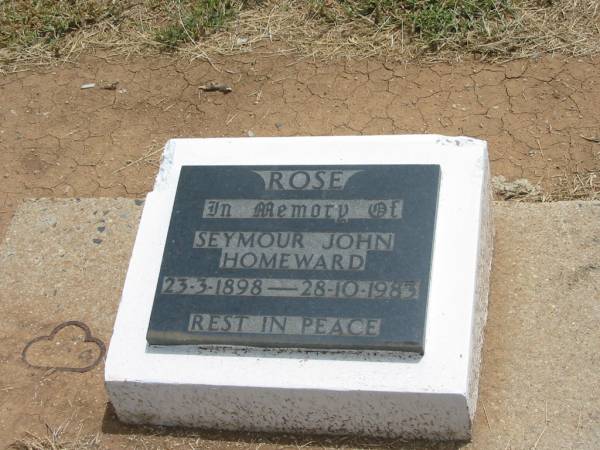 ROSE
In Memory Of
SEYMOUR JOHN
HOMEWARD
23-3-1898 — 28-10-1983
REST IN PEACE